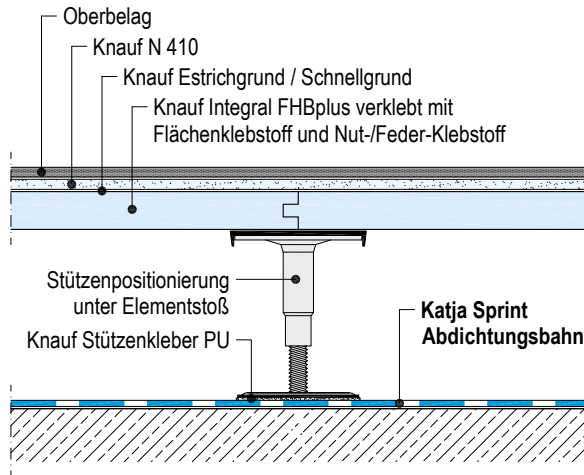 Oberbelag
Knauf N 410
Knauf Estrichgrund / Schnellgrund
Knauf Integral FHBplus verklebt mit
Flächenklebstoff und Nut-/Feder-Klebstoff
Stützenpositionierung
unter Elementstoß
Knauf Stützenkleber PU
Katja Sprint
Abdichtungsbahn